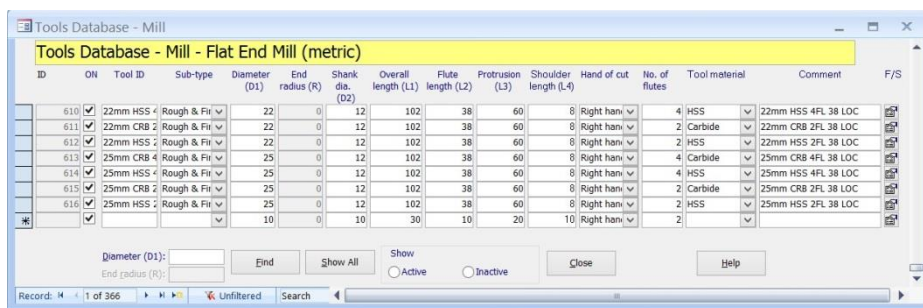 Tools Database - Mill
Tools Database - Mill - Flat End Mill (metric)
ID ON Tool ID Sub-type Diameter (D1) End radius (R) Shank dia. (D2) Overall length (L1) Flute length (L2) Protrusion (L3) Shoulder length (L4) Hand of cut No. of flutes Tool material Comment F/S
610 22mm HSS 4 Rough & Fir 22 0 12 102 38 60 8 Right han 4 HSS 22mm HSS 4FL 38 LOC
611 22mm CRB 2 Rough & Fir 22 0 12 102 38 60 8 Right han 2 Carbide 22mm CRB 2FL 38 LOC
612 22mm HSS 2 Rough & Fir 22 0 12 102 38 60 8 Right han 2 HSS 22mm HSS 2FL 38 LOC
613 25mm CRB 4 Rough & Fir 25 0 12 102 38 60 8 Right han 4 Carbide 25mm CRB 4FL 38 LOC
614 25mm HSS 4 Rough & Fir 25 0 12 102 38 60 8 Right han 4 HSS 25mm HSS 4FL 38 LOC
615 25mm CRB 2 Rough & Fir 25 0 12 102 38 60 8 Right han 2 Carbide 25mm CRB 2FL 38 LOC
616 25mm HSS 2 Rough & Fir 25 0 12 102 38 60 8 Right han 2 HSS 25mm HSS 2FL 38 LOC
10 0 10 30 10 20 10 Right han 2
Diameter (D1): Find Show All Show Close Help
End radius (R): Active Inactive
Record: 1 of 366 Unfiltered Search